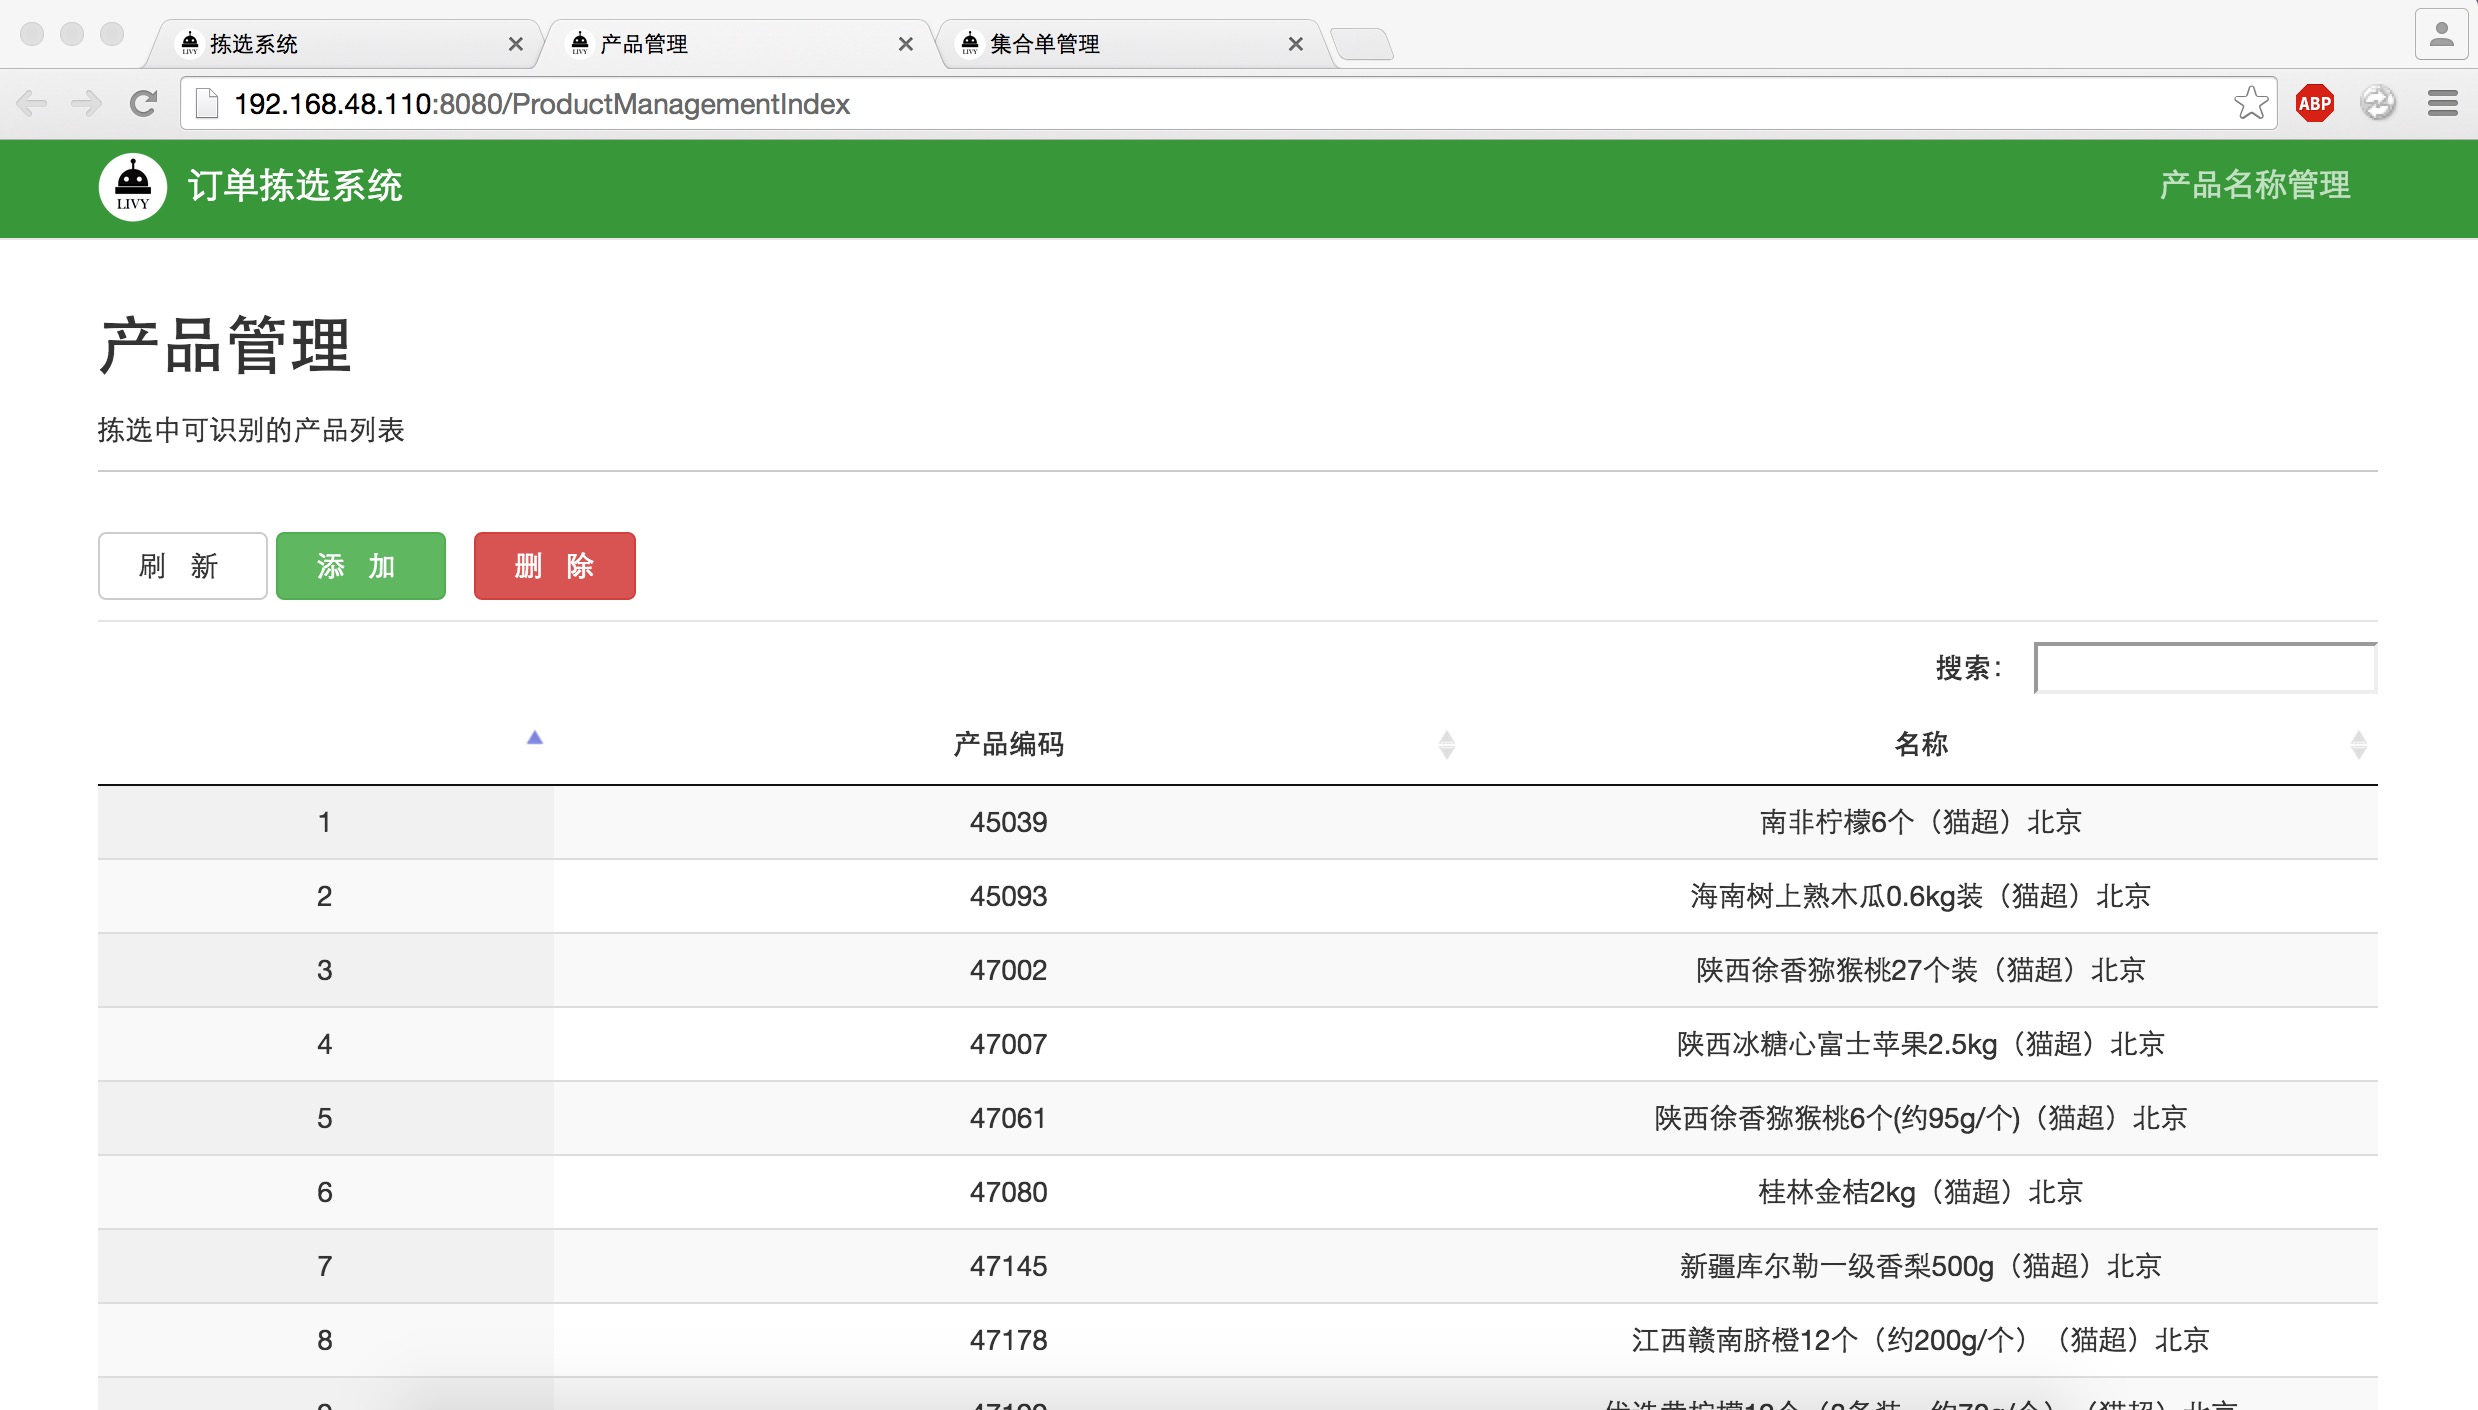 拣选系统
产品管理
集合单管理
192.168.48.110:8080/ProductManagementIndex
ABP
LIVY
订单拣选系统
产品名称管理
产品管理
拣选中可识别的产品列表
刷 新
添 加
删 除
搜索：
产品编码 名称
1 45039 南非柠檬6个（猫超）北京
2 45093 海南树上熟木瓜0.6kg装（猫超）北京
3 47002 陕西徐香猕猴桃27个装（猫超）北京
4 47007 陕西冰糖心富士苹果2.5kg（猫超）北京
5 47061 陕西徐香猕猴桃6个(约95g/个)（猫超）北京
6 47080 桂林金桔2kg（猫超）北京
7 47145 新疆库尔勒一级香梨500g（猫超）北京
8 47178 江西赣南脐橙12个（约200g/个）（猫超）北京